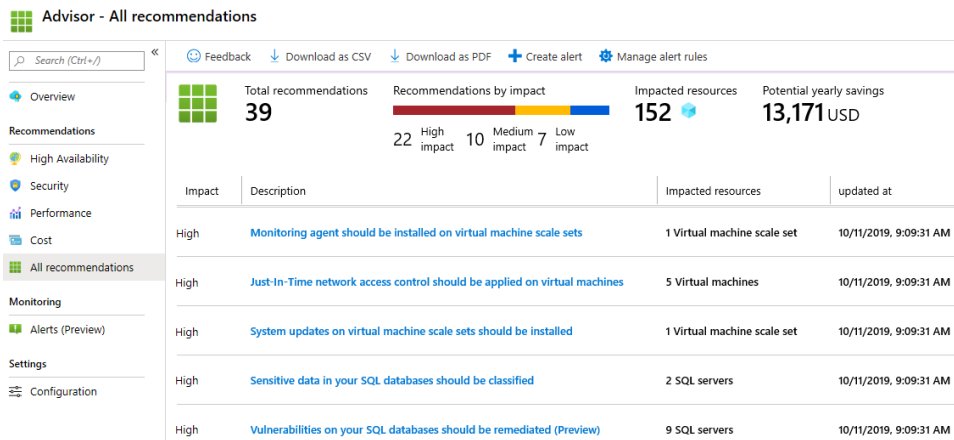 Advisor - All recommendations
Search (Ctrl+/)
«
Overview
Recommendations
High Availability
Security
Performance
Cost
All recommendations
Monitoring
Alerts (Preview)
Settings
Configuration
Feedback
Download as CSV
Download as PDF
Create alert
Manage alert rules
Total recommendations
39
Recommendations by impact
22 High impact 10 Medium impact 7 Low impact
Impacted resources
152
Potential yearly savings
13,171 USD
Impact Description Impacted resources updated at
High Monitoring agent should be installed on virtual machine scale sets 1 Virtual machine scale set 10/11/2019, 9:09:31 AM
High Just-In-Time network access control should be applied on virtual machines 5 Virtual machines 10/11/2019, 9:09:31 AM
High System updates on virtual machine scale sets should be installed 1 Virtual machine scale set 10/11/2019, 9:09:31 AM
High Sensitive data in your SQL databases should be classified 2 SQL servers 10/11/2019, 9:09:31 AM
High Vulnerabilities on your SQL databases should be remediated (Preview) 9 SQL servers 10/11/2019, 9:09:31 AM